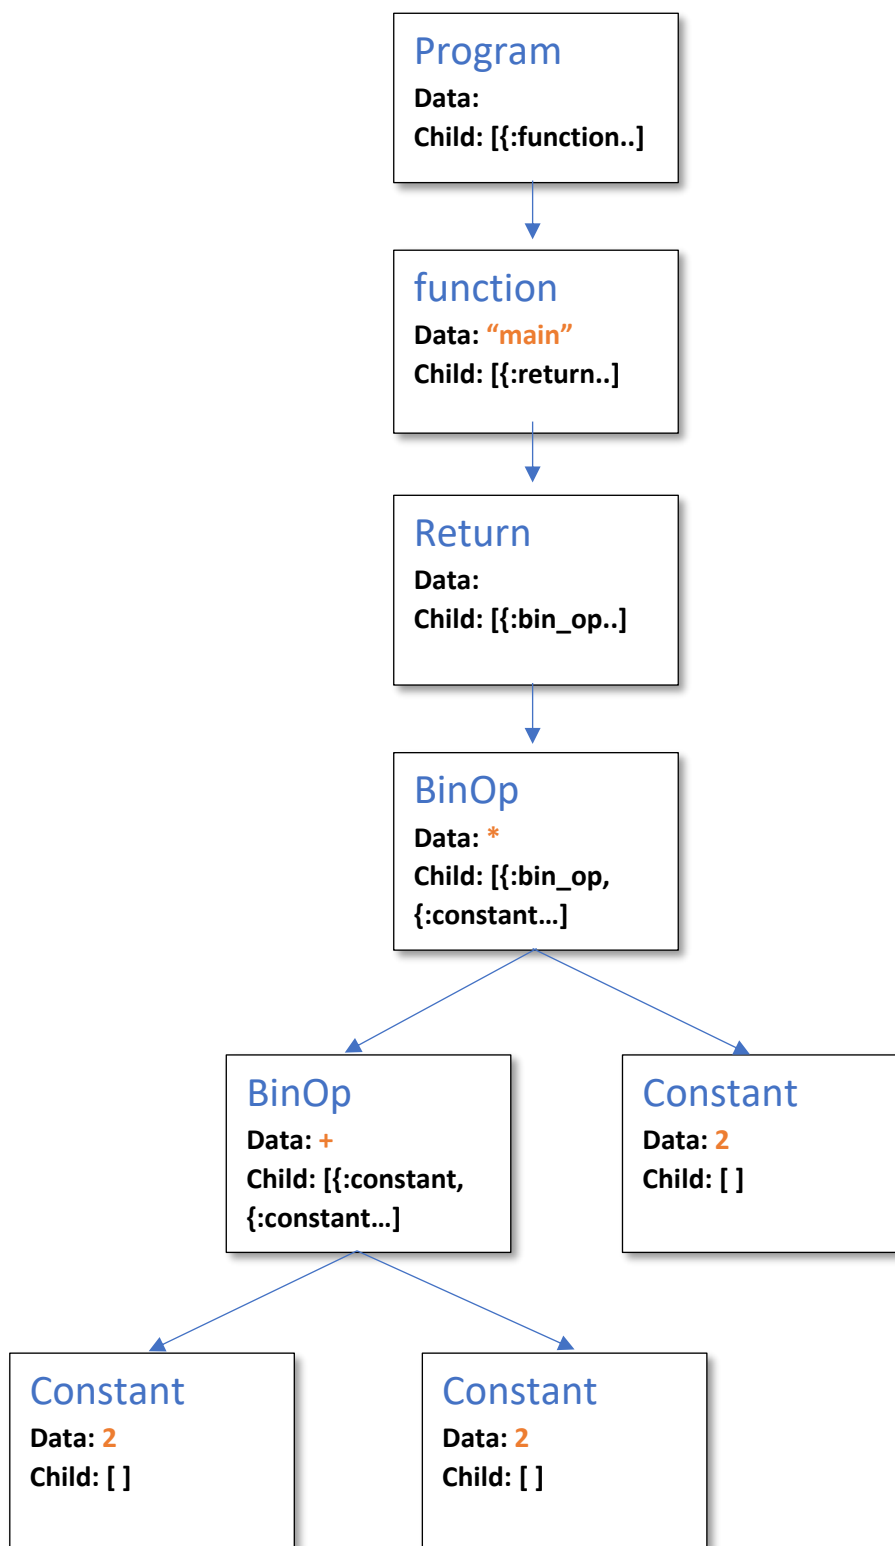 Program
Data:
Child: [{:function..]
function
Data: “main”
Child: [{:return..]
Return
Data:
Child: [{:bin_op..]
BinOp
Data: *
Child: [{:bin_op,
{:constant…]
BinOp
Data: +
Child: [{:constant,
{:constant…]
Constant
Data: 2
Child: [ ]
Constant
Data: 2
Child: [ ]
Constant
Data: 2
Child: [ ]